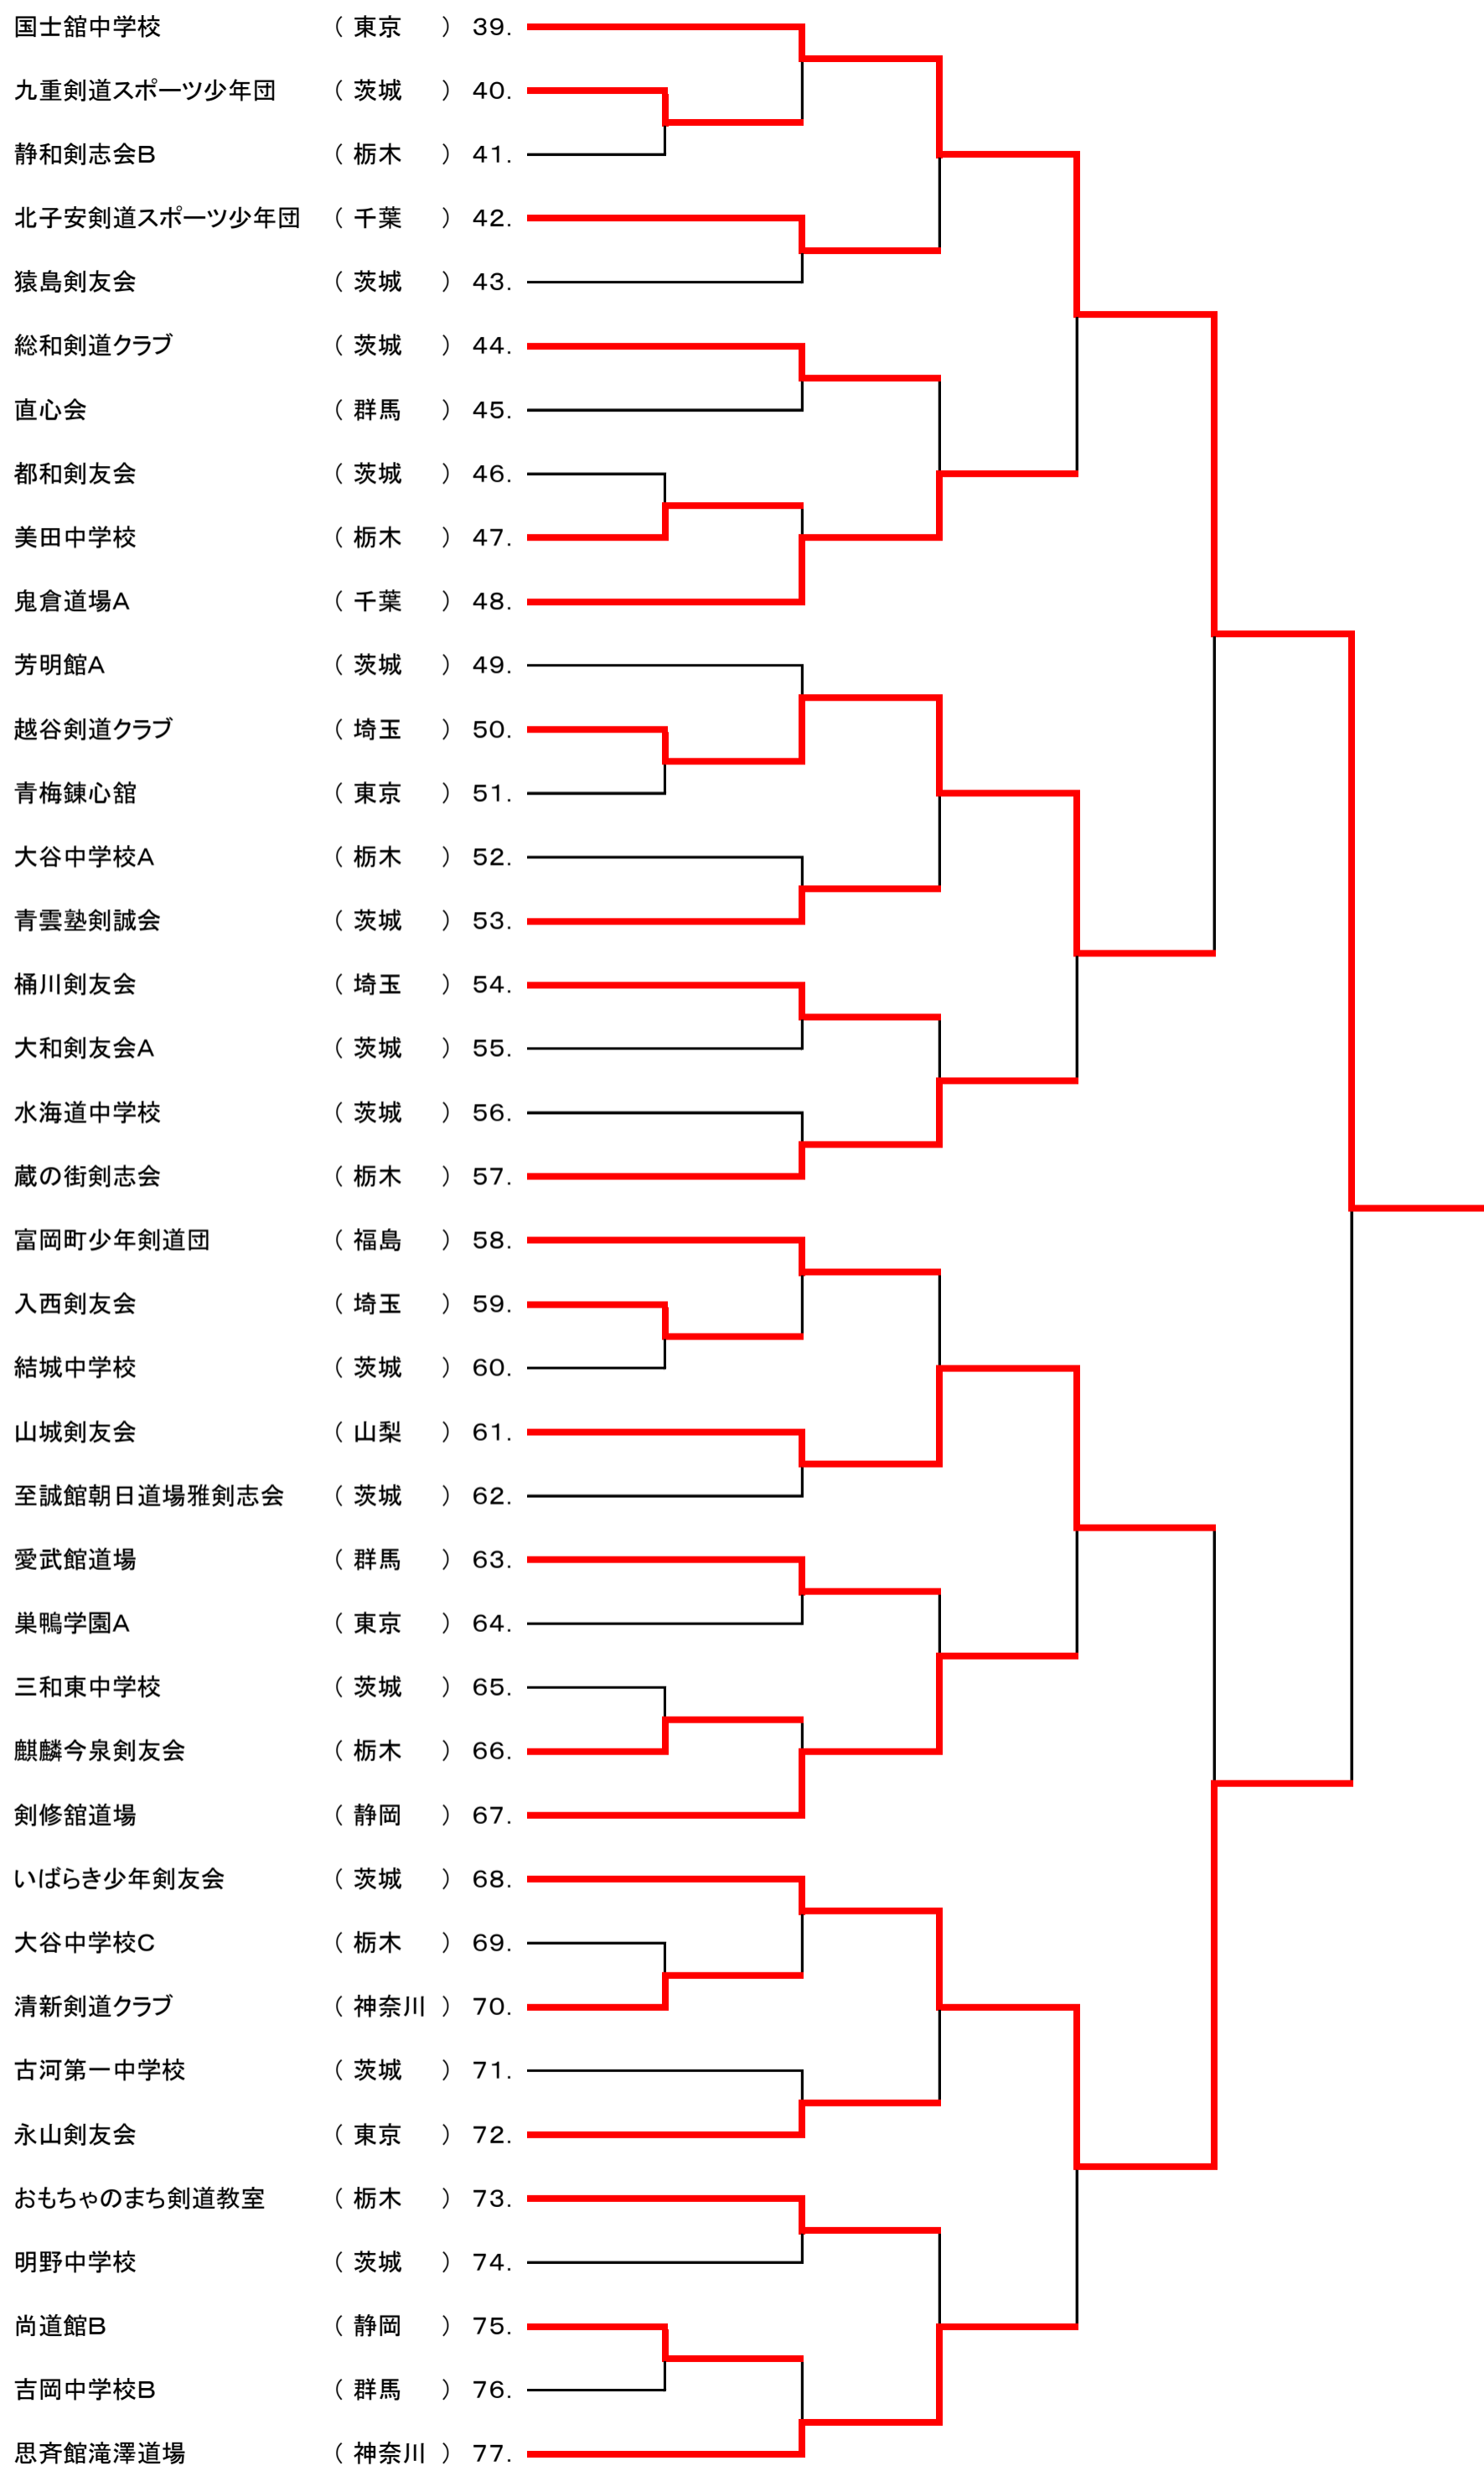 国士舘中学校 （ 東京 ） 39.
九重剣道スポーツ少年団 （ 茨城 ） 40.
静和剣志会B （ 栃木 ） 41.
北子安剣道スポーツ少年団 （ 千葉 ） 42.
猿島剣友会 （ 茨城 ） 43.
総和剣道クラブ （ 茨城 ） 44.
直心会 （ 群馬 ） 45.
都和剣友会 （ 茨城 ） 46.
美田中学校 （ 栃木 ） 47.
鬼倉道場A （ 千葉 ） 48.
芳明館A （ 茨城 ） 49.
越谷剣道クラブ （ 埼玉 ） 50.
青梅錬心舘 （ 東京 ） 51.
大谷中学校A （ 栃木 ） 52.
青雲塾剣誠会 （ 茨城 ） 53.
桶川剣友会 （ 埼玉 ） 54.
大和剣友会A （ 茨城 ） 55.
水海道中学校 （ 茨城 ） 56.
蔵の街剣志会 （ 栃木 ） 57.
富岡町少年剣道団 （ 福島 ） 58.
入西剣友会 （ 埼玉 ） 59.
結城中学校 （ 茨城 ） 60.
山城剣友会 （ 山梨 ） 61.
至誠館朝日道場雅剣志会 （ 茨城 ） 62.
愛武館道場 （ 群馬 ） 63.
巣鴨学園A （ 東京 ） 64.
三和東中学校 （ 茨城 ） 65.
麒麟今泉剣友会 （ 栃木 ） 66.
剣修舘道場 （ 静岡 ） 67.
いばらき少年剣友会 （ 茨城 ） 68.
大谷中学校C （ 栃木 ） 69.
清新剣道クラブ （ 神奈川 ） 70.
古河第一中学校 （ 茨城 ） 71.
永山剣友会 （ 東京 ） 72.
おもちゃのまち剣道教室 （ 栃木 ） 73.
明野中学校 （ 茨城 ） 74.
尚道館B （ 静岡 ） 75.
吉岡中学校B （ 群馬 ） 76.
思斉館滝澤道場 （ 神奈川 ） 77.